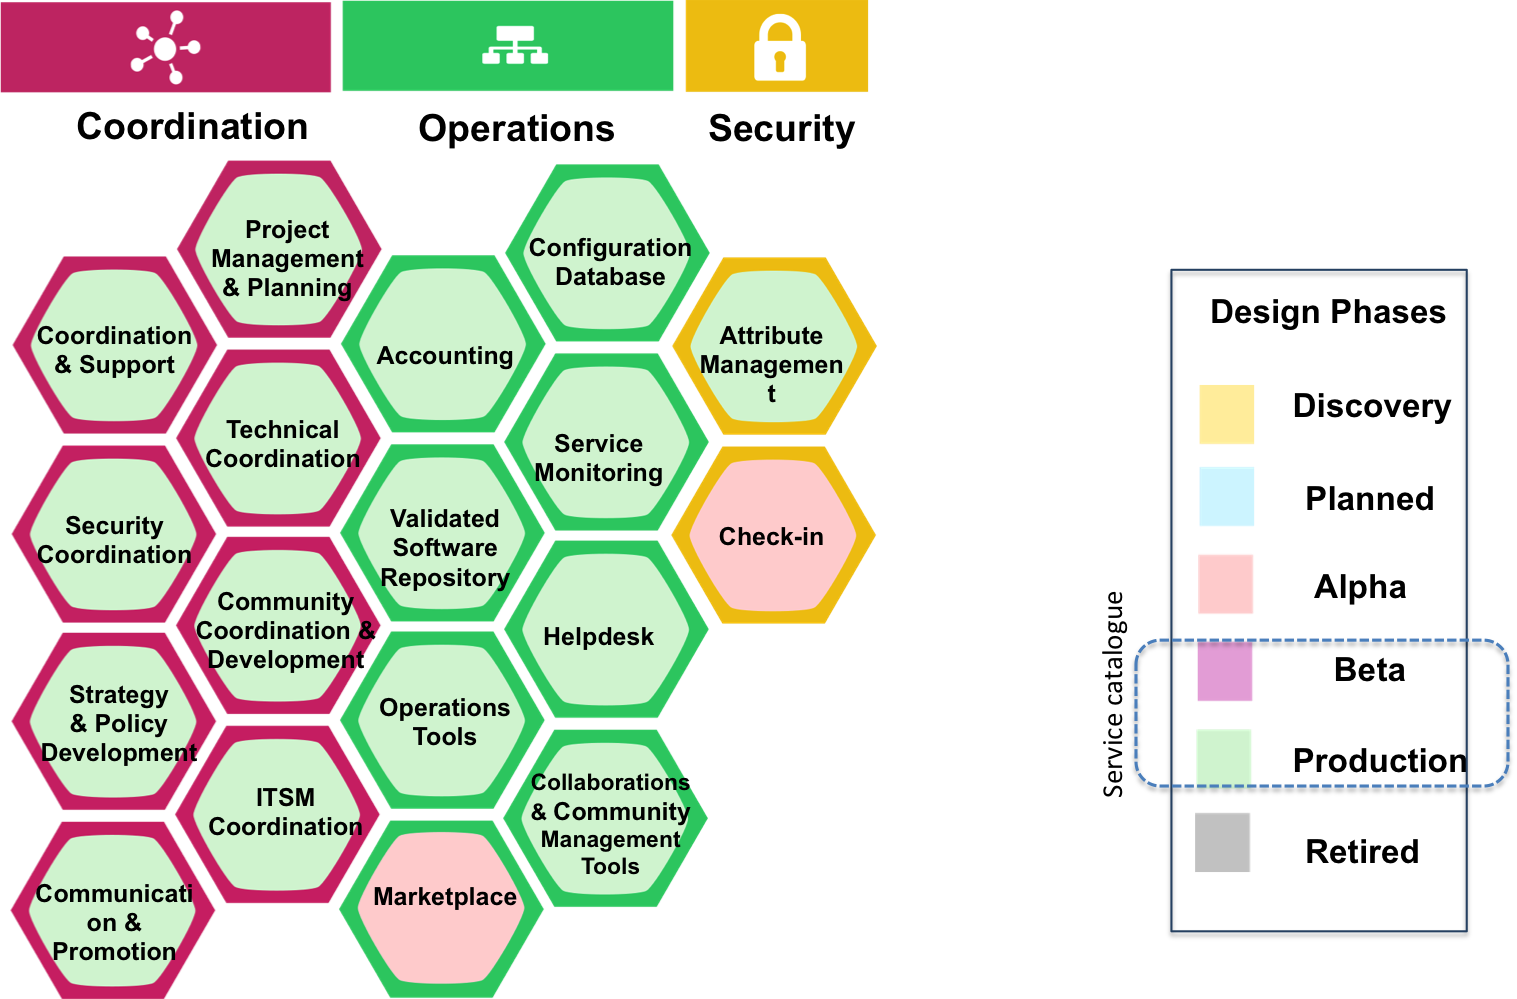 Coordination
Operations
Security
Project
Management
& Planning
Configuration
Database
Coordination
& Support
Accounting
Attribute
Managemen
t
Technical
Coordination
Service
Monitoring
Security
Coordination
Validated
Software
Repository
Check-in
Community
Coordination &
Development
Helpdesk
Strategy
& Policy
Development
Operations
Tools
ITSM
Coordination
Collaborations
& Community
Management
Tools
Communicati
on &
Promotion
Marketplace
Design Phases
Discovery
Planned
Alpha
Beta
Production
Retired
Service catalogue